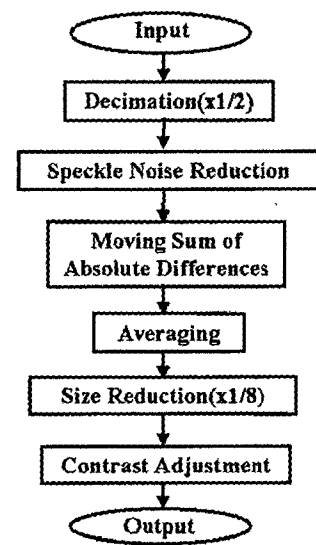 Input
Decimation(x1/2)
Speckle Noise Reduction
Moving Sum of
Absolute Differences
Averaging
Size Reduction(x1/8)
Contrast Adjustment
Output